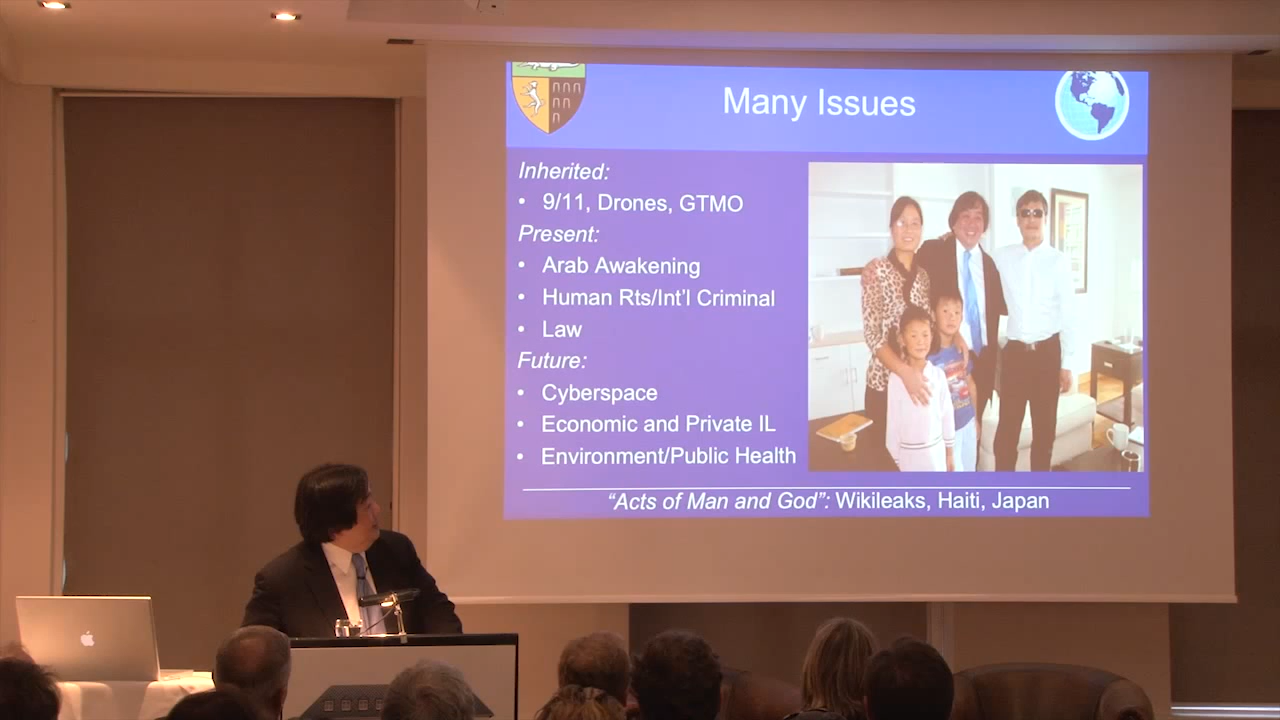 Many Issues
Inherited:
• 9/11, Drones, GTMO
Present:
• Arab Awakening
• Human Rts/Int'l Criminal
• Law
Future:
• Cyberspace
• Economic and Private IL
• Environment/Public Health
“Acts of Man and God”: Wikileaks, Haiti, Japan